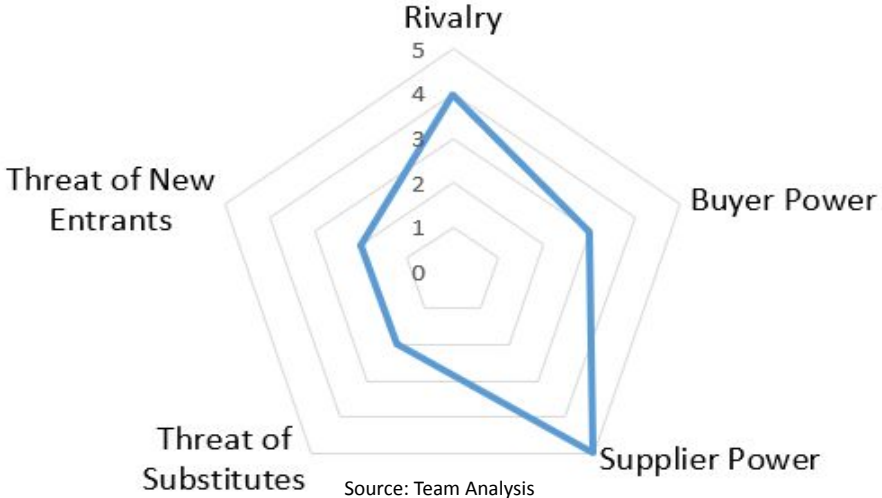 Rivalry
5
4
3
2
1
0
Threat of New
Entrants
Buyer Power
Threat of
Substitutes
Supplier Power
Source: Team Analysis